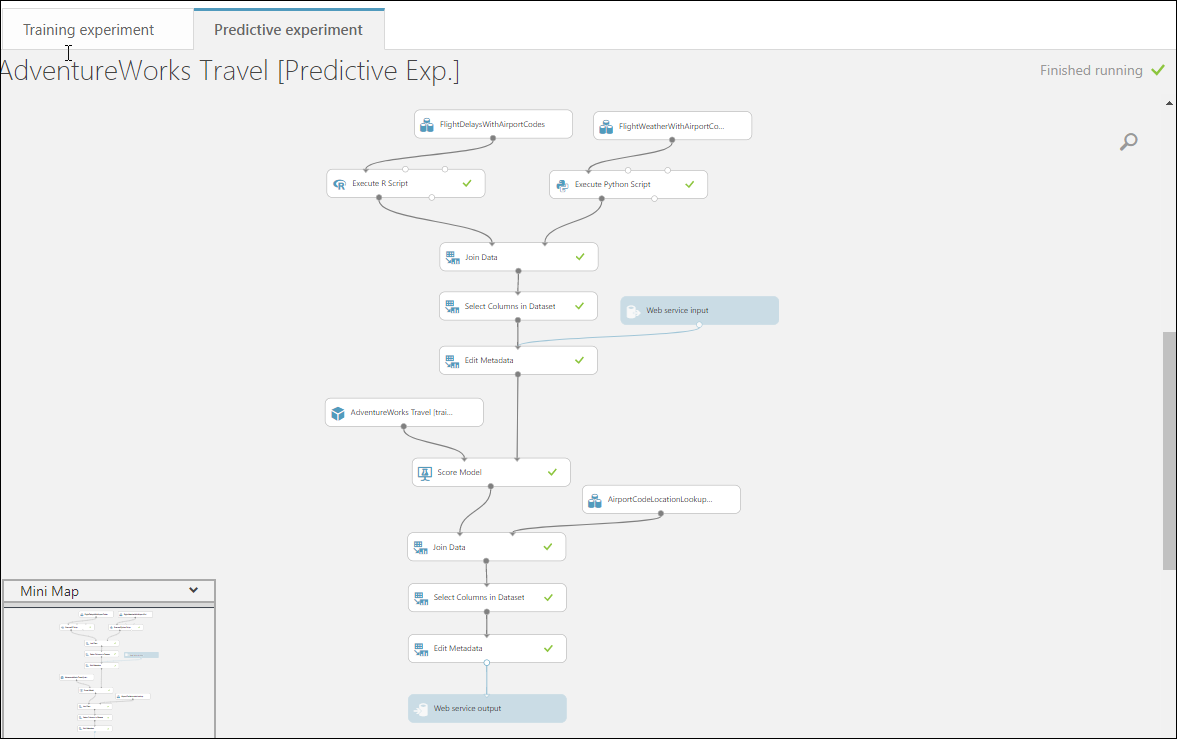 Training experiment
Predictive experiment
AdventureWorks Travel [Predictive Exp.]
Finished running
FlightDelaysWithAirportCodes
FlightWeatherWithAirportCo...
Execute R Script
Execute Python Script
Join Data
Select Columns in Dataset
Web service input
Edit Metadata
AdventureWorks Travel [trai...
Score Model
AirportCodeLocationLookup...
Join Data
Select Columns in Dataset
Edit Metadata
Web service output
Mini Map